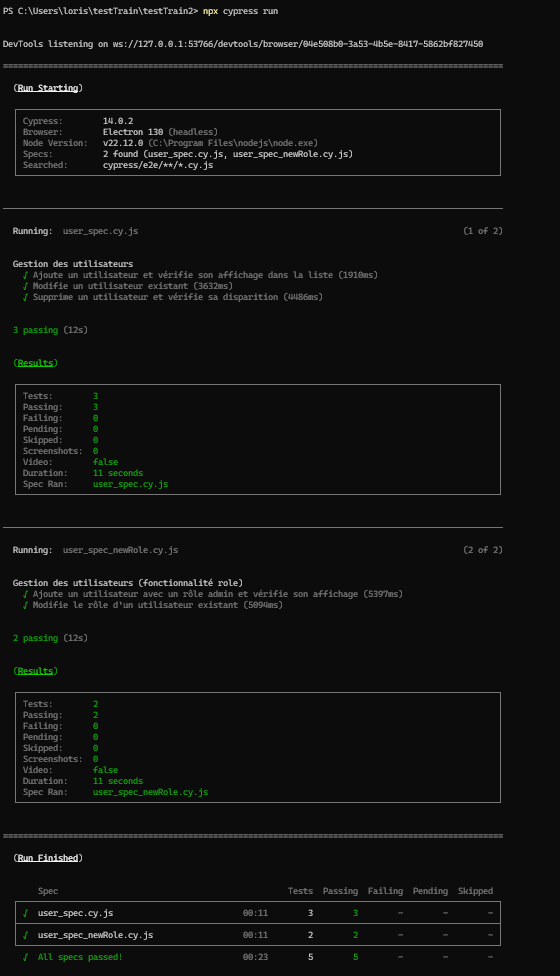 PS C:\Users\loris\testTrain\testTrain2> npx cypress run
DevTools listening on ws://127.0.0.1:53766/devtools/browser/04e508b0-3a53-4b5e-8417-5862bf827450
====================================================================================================
(Run Starting)
Cypress: 14.0.2
Browser: Electron 130 (headless)
Node Version: v22.12.0 (C:\Program Files\nodejs\node.exe)
Specs: 2 found (user_spec.cy.js, user_spec_newRole.cy.js)
Searched: cypress/e2e/**/*.cy.js
Running: user_spec.cy.js (1 of 2)
Gestion des utilisateurs
√ Ajoute un utilisateur et vérifie son affichage dans la liste (1910ms)
√ Modifie un utilisateur existant (3632ms)
√ Supprime un utilisateur et vérifie sa disparition (4486ms)
3 passing (12s)
(Results)
Tests: 3
Passing: 3
Failing: 0
Pending: 0
Skipped: 0
Screenshots: 0
Video: false
Duration: 11 seconds
Spec Ran: user_spec.cy.js
Running: user_spec_newRole.cy.js (2 of 2)
Gestion des utilisateurs (fonctionnalité role)
√ Ajoute un utilisateur avec un rôle admin et vérifie son affichage (5397ms)
√ Modifie le rôle d'un utilisateur existant (5094ms)
2 passing (12s)
(Results)
Tests: 2
Passing: 2
Failing: 0
Pending: 0
Skipped: 0
Screenshots: 0
Video: false
Duration: 11 seconds
Spec Ran: user_spec_newRole.cy.js
====================================================================================================
(Run Finished)
Spec Tests Passing Failing Pending Skipped
√ user_spec.cy.js 00:11 3 3 - - -
√ user_spec_newRole.cy.js 00:11 2 2 - - -
√ All specs passed! 00:23 5 5 - - -